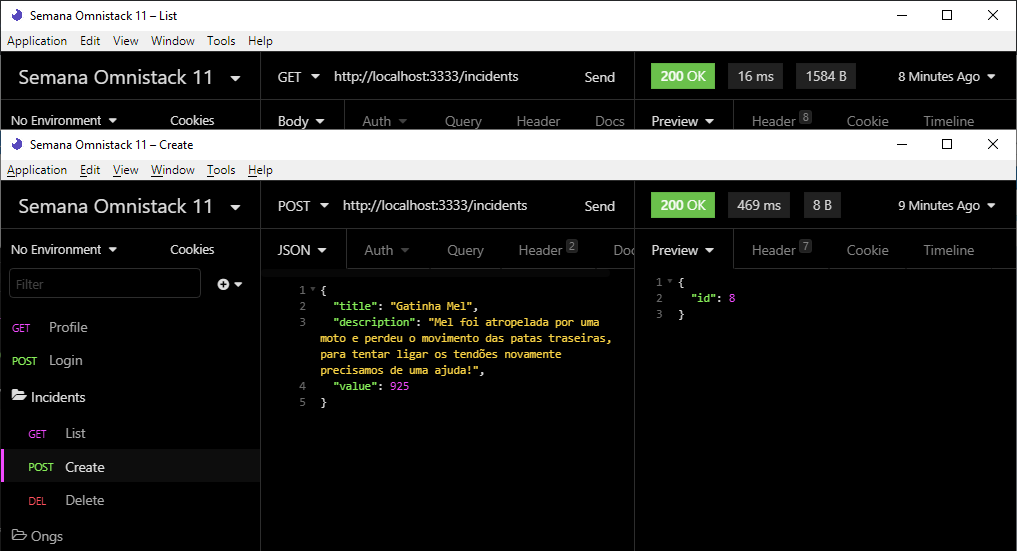 Semana Omnistack 11 – List
Application Edit View Window Tools Help
Semana Omnistack 11 GET http://localhost:3333/incidents Send 200 OK 16 ms 1584 B 8 Minutes Ago
No Environment Cookies Body Auth Query Header Docs Preview Header 8 Cookie Timeline
Semana Omnistack 11 – Create
Application Edit View Window Tools Help
Semana Omnistack 11 POST http://localhost:3333/incidents Send 200 OK 469 ms 8 B 9 Minutes Ago
No Environment Cookies JSON Auth Query Header 2 Doc Preview Header 7 Cookie Timeline
Filter
GET Profile
POST Login
Incidents
GET List
POST Create
DEL Delete
Ongs
1 {
2 "title": "Gatinha Mel",
3 "description": "Mel foi atropelada por uma
moto e perdeu o movimento das patas traseiras,
para tentar ligar os tendões novamente
precisamos de uma ajuda!",
4 "value": 925
5 }
1 {
2 "id": 8
3 }